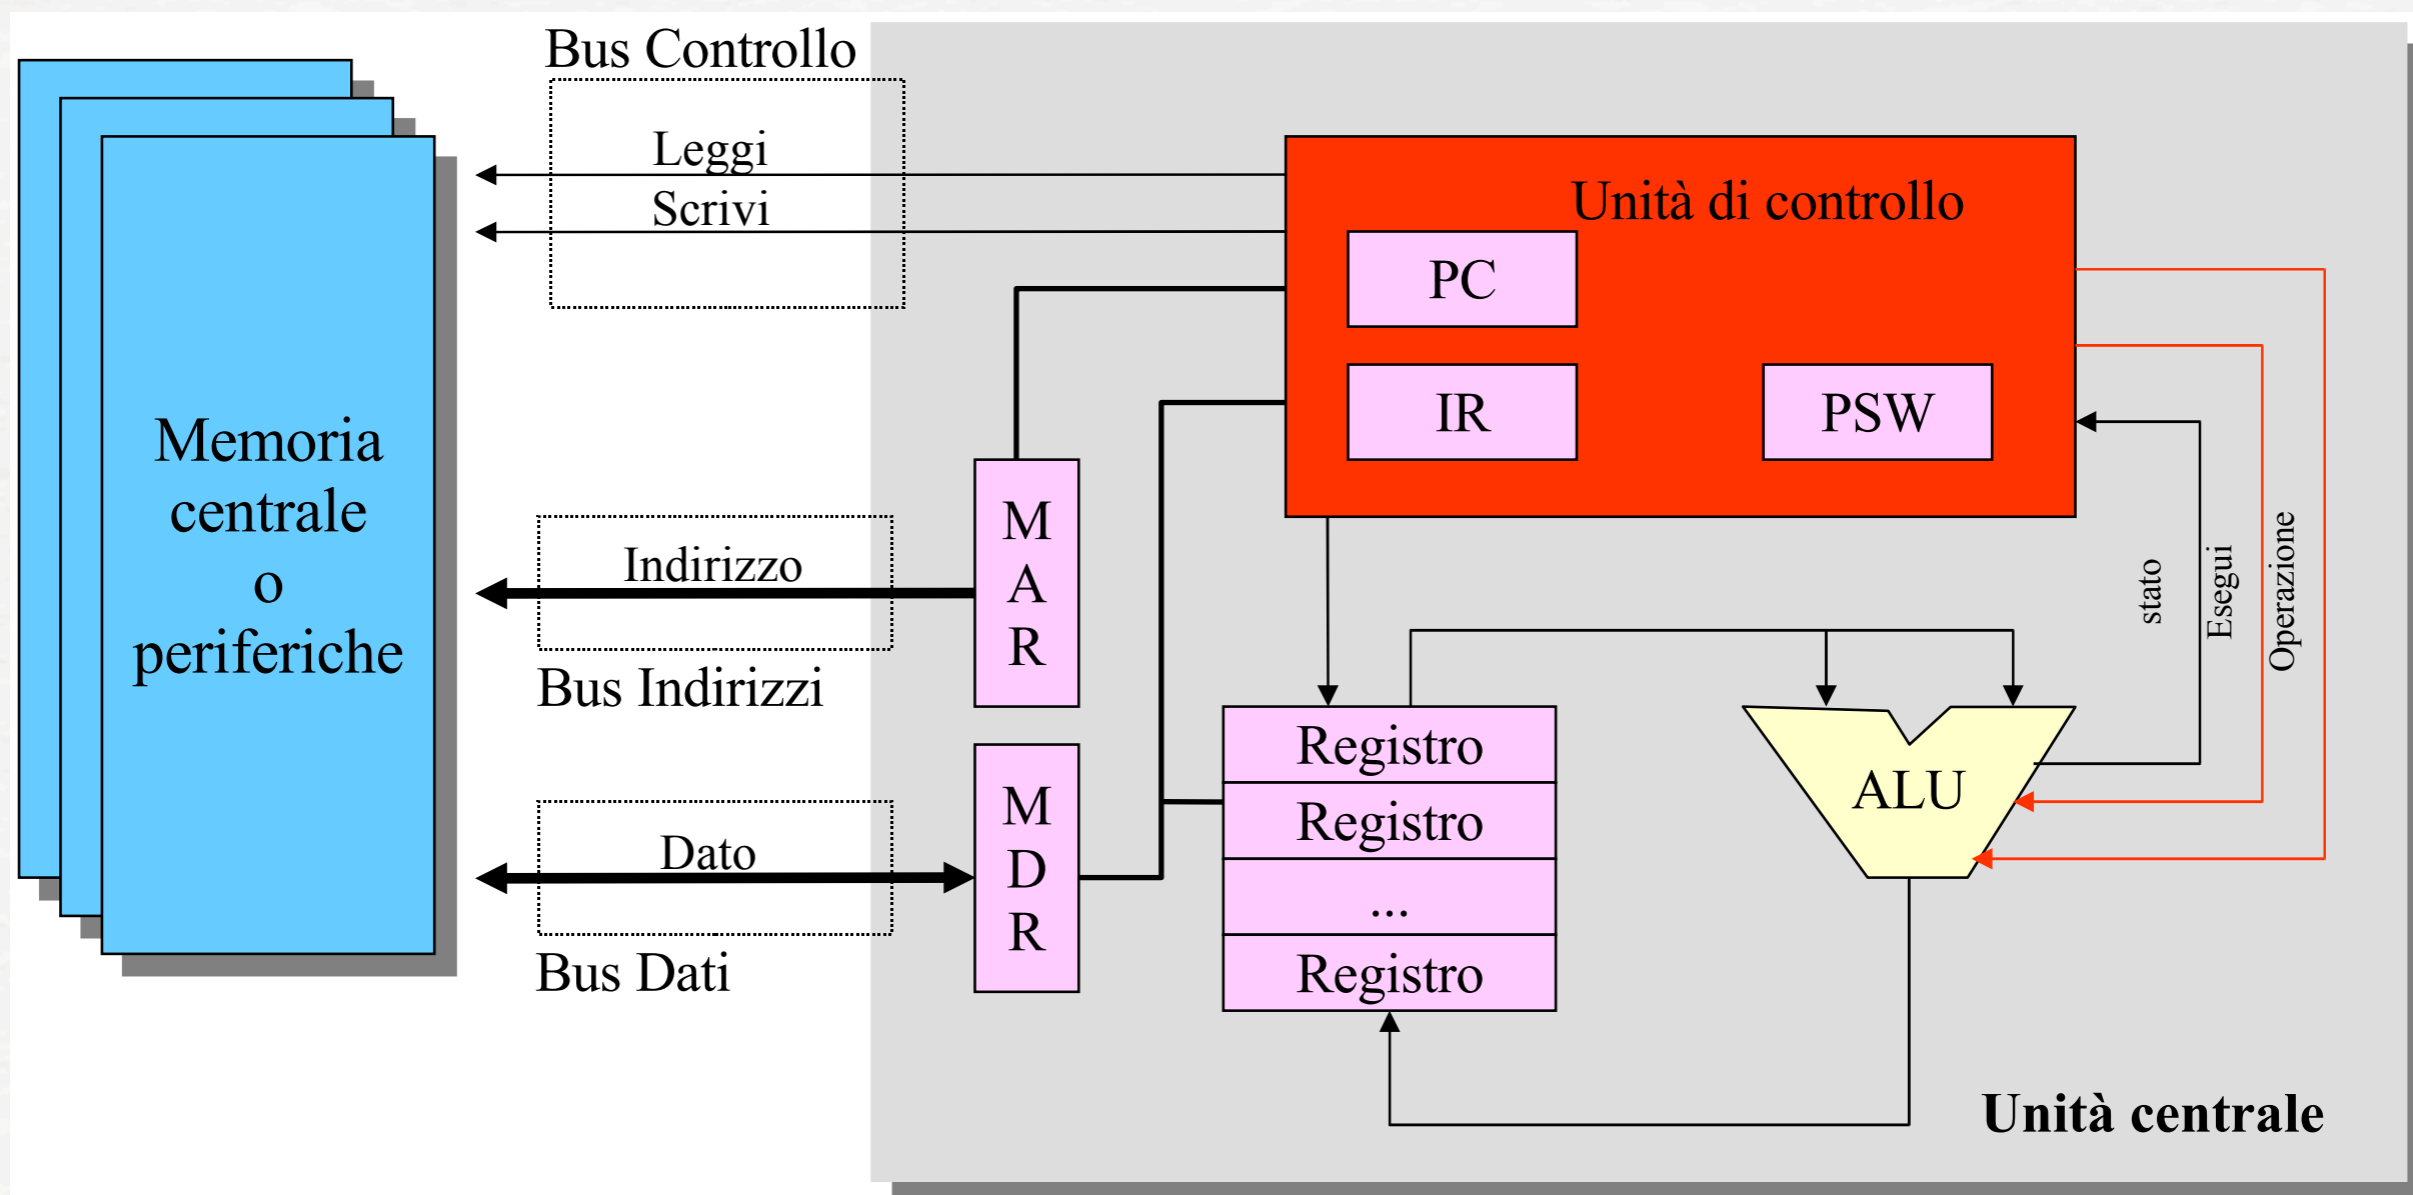 Bus Controllo
Leggi
Scrivi
Unità di controllo
PC
IR
PSW
Memoria
centrale
o
periferiche
Indirizzo
Bus Indirizzi
M
A
R
stato
Esegui
Operazione
Dato
Bus Dati
M
D
R
Registro
Registro
...
Registro
ALU
Unità centrale